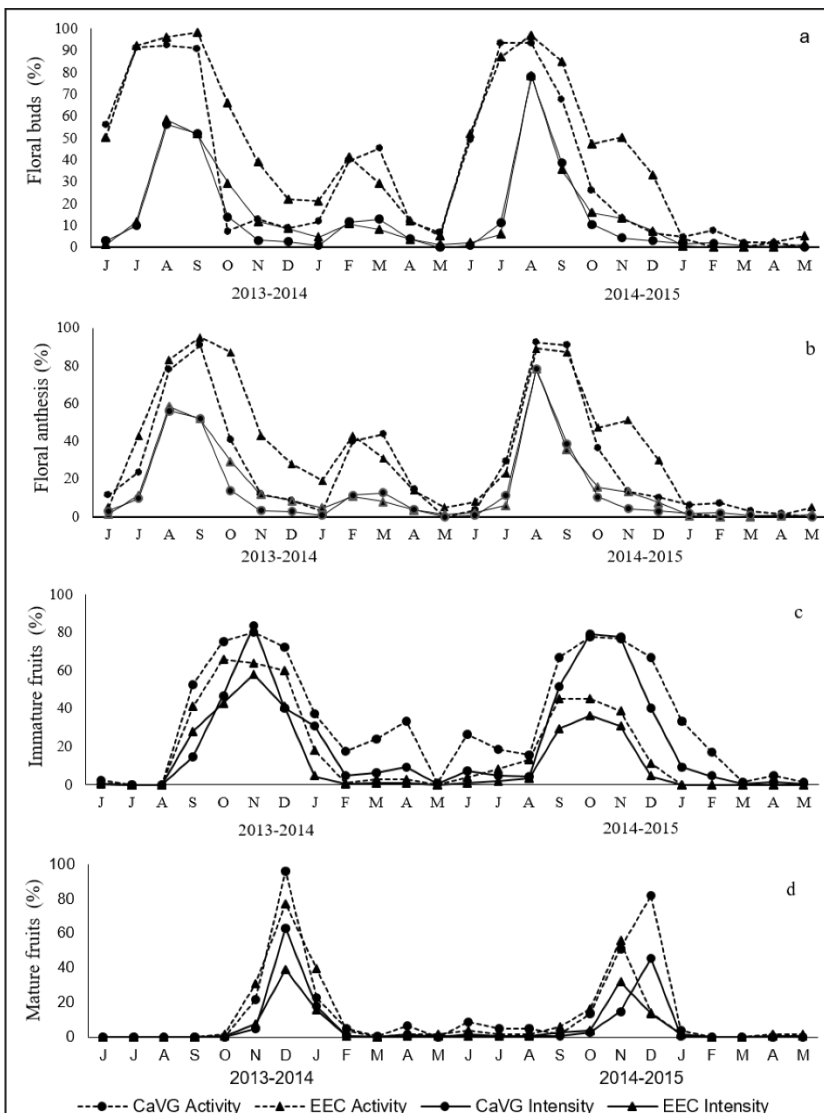 a
Floral buds (%)
100
90
80
70
60
50
40
30
20
10
0
J J A S O N D J F M A M J J A S O N D J F M A M
2013-2014 2014-2015
b
Floral anthesis (%)
100
80
60
40
20
0
J J A S O N D J F M A M J J A S O N D J F M A M
2013-2014 2014-2015
c
Immature fruits (%)
100
80
60
40
20
0
J J A S O N D J F M A M J J A S O N D J F M A M
2013-2014 2014-2015
d
Mature fruits (%)
100
80
60
40
20
0
J J A S O N D J F M A M J J A S O N D J F M A M
2013-2014 2014-2015
CaVG Activity EEC Activity CaVG Intensity EEC Intensity